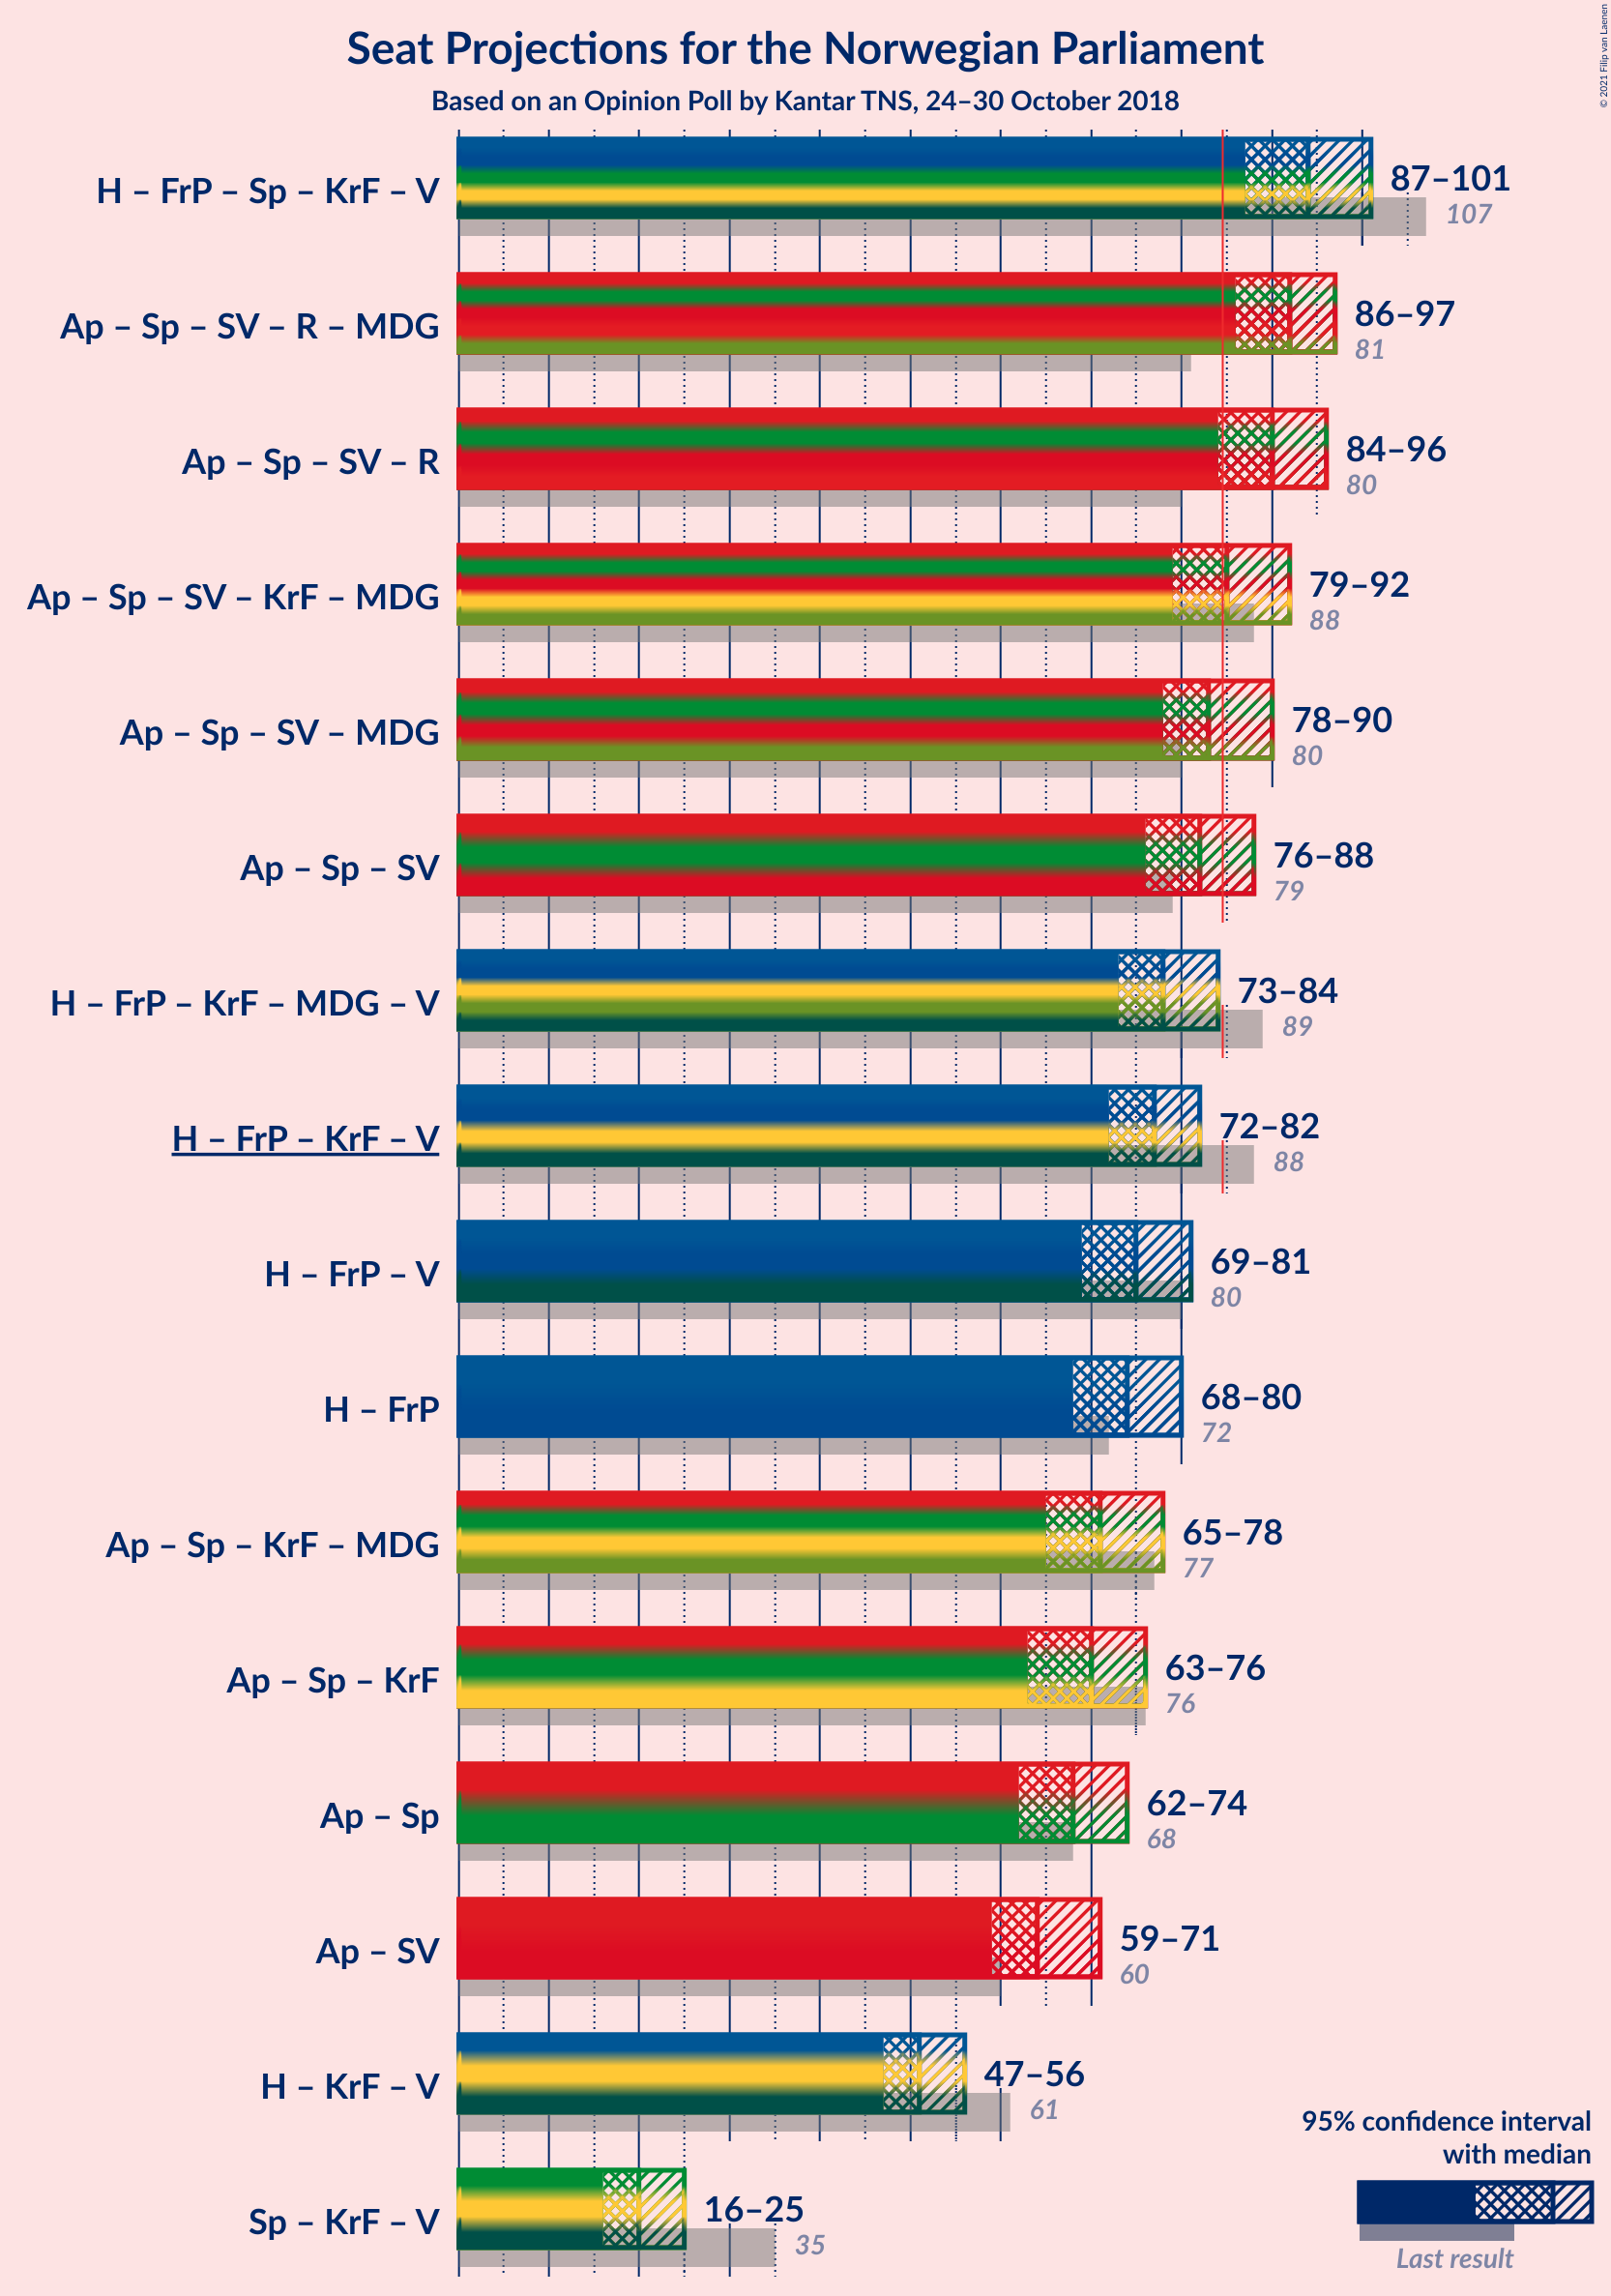 Seat Projections for the Norwegian Parliament
Based on an Opinion Poll by Kantar TNS, 24–30 October 2018
© 2021 Filip van Laenen
H – FrP – Sp – KrF – V
87–101
107
Ap – Sp – SV – R – MDG
86–97
81
Ap – Sp – SV – R
84–96
80
Ap – Sp – SV – KrF – MDG
79–92
88
Ap – Sp – SV – MDG
78–90
80
Ap – Sp – SV
76–88
79
H – FrP – KrF – MDG – V
73–84
89
H – FrP – KrF – V
72–82
88
H – FrP – V
69–81
80
H – FrP
68–80
72
Ap – Sp – KrF – MDG
65–78
77
Ap – Sp – KrF
63–76
76
Ap – Sp
62–74
68
Ap – SV
59–71
60
H – KrF – V
47–56
61
Sp – KrF – V
16–25
35
95% confidence interval
with median
Last result